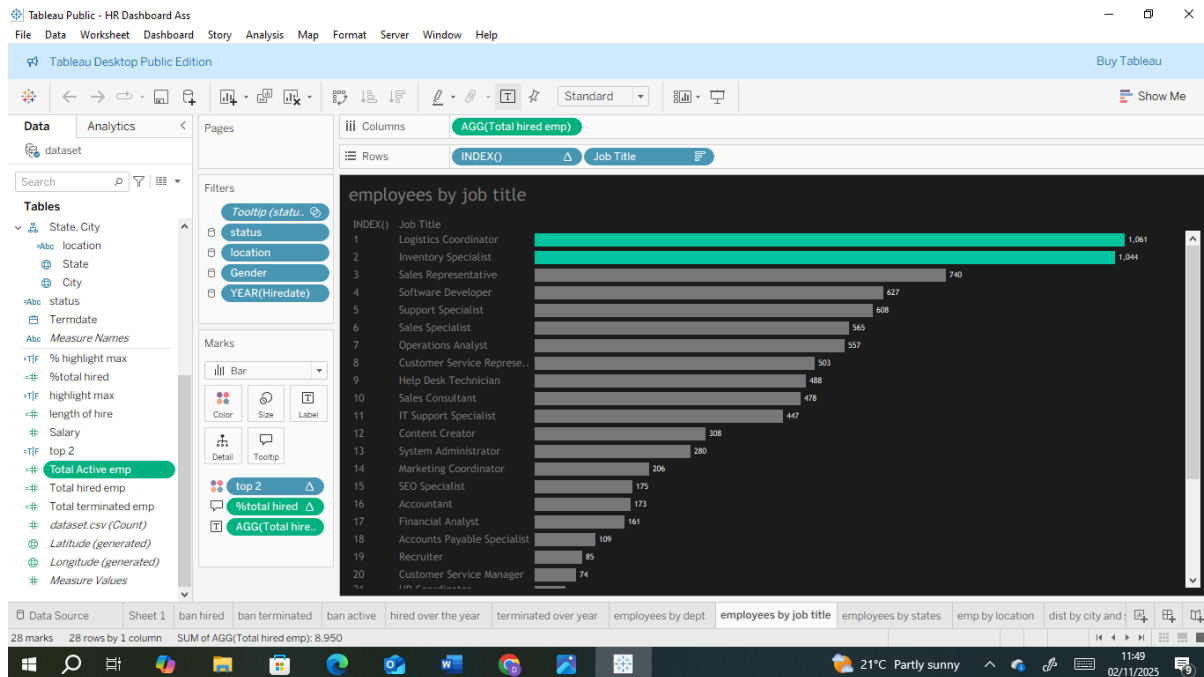 Tableau Public - HR Dashboard Ass
File Data Worksheet Dashboard Story Analysis Map Format Server Window Help
Tableau Desktop Public Edition Buy Tableau
Standard Show Me
Data Analytics
dataset
Search
Tables
State, City
Abc location
State
City
Abc status
Termdate
Abc Measure Names
T|F % highlight max
# %total hired
T|F highlight max
# length of hire
# Salary
T|F top 2
# Total Active emp
# Total hired emp
# Total terminated emp
# dataset.csv (Count)
Latitude (generated)
Longitude (generated)
# Measure Values
Pages
Filters
Tooltip (statu..
status
location
Gender
YEAR(Hiredate)
Marks
Bar
Color Size Label
Detail Tooltip
top 2
%total hired
AGG(Total hire..
Columns AGG(Total hired emp)
Rows INDEX() Job Title
employees by job title
INDEX() Job Title
1 Logistics Coordinator 1,061
2 Inventory Specialist 1,044
3 Sales Representative 740
4 Software Developer 627
5 Support Specialist 608
6 Sales Specialist 565
7 Operations Analyst 557
8 Customer Service Represe.. 503
9 Help Desk Technician 488
10 Sales Consultant 478
11 IT Support Specialist 447
12 Content Creator 308
13 System Administrator 280
14 Marketing Coordinator 206
15 SEO Specialist 175
16 Accountant 173
17 Financial Analyst 161
18 Accounts Payable Specialist 109
19 Recruiter 85
20 Customer Service Manager 74
Data Source Sheet 1 ban hired ban terminated ban active hired over the year terminated over year employees by dept employees by job title employees by states emp by location dist by city and
28 marks 28 rows by 1 column SUM of AGG(Total hired emp): 8,950
21°C Partly sunny
11:49
02/11/2025
9